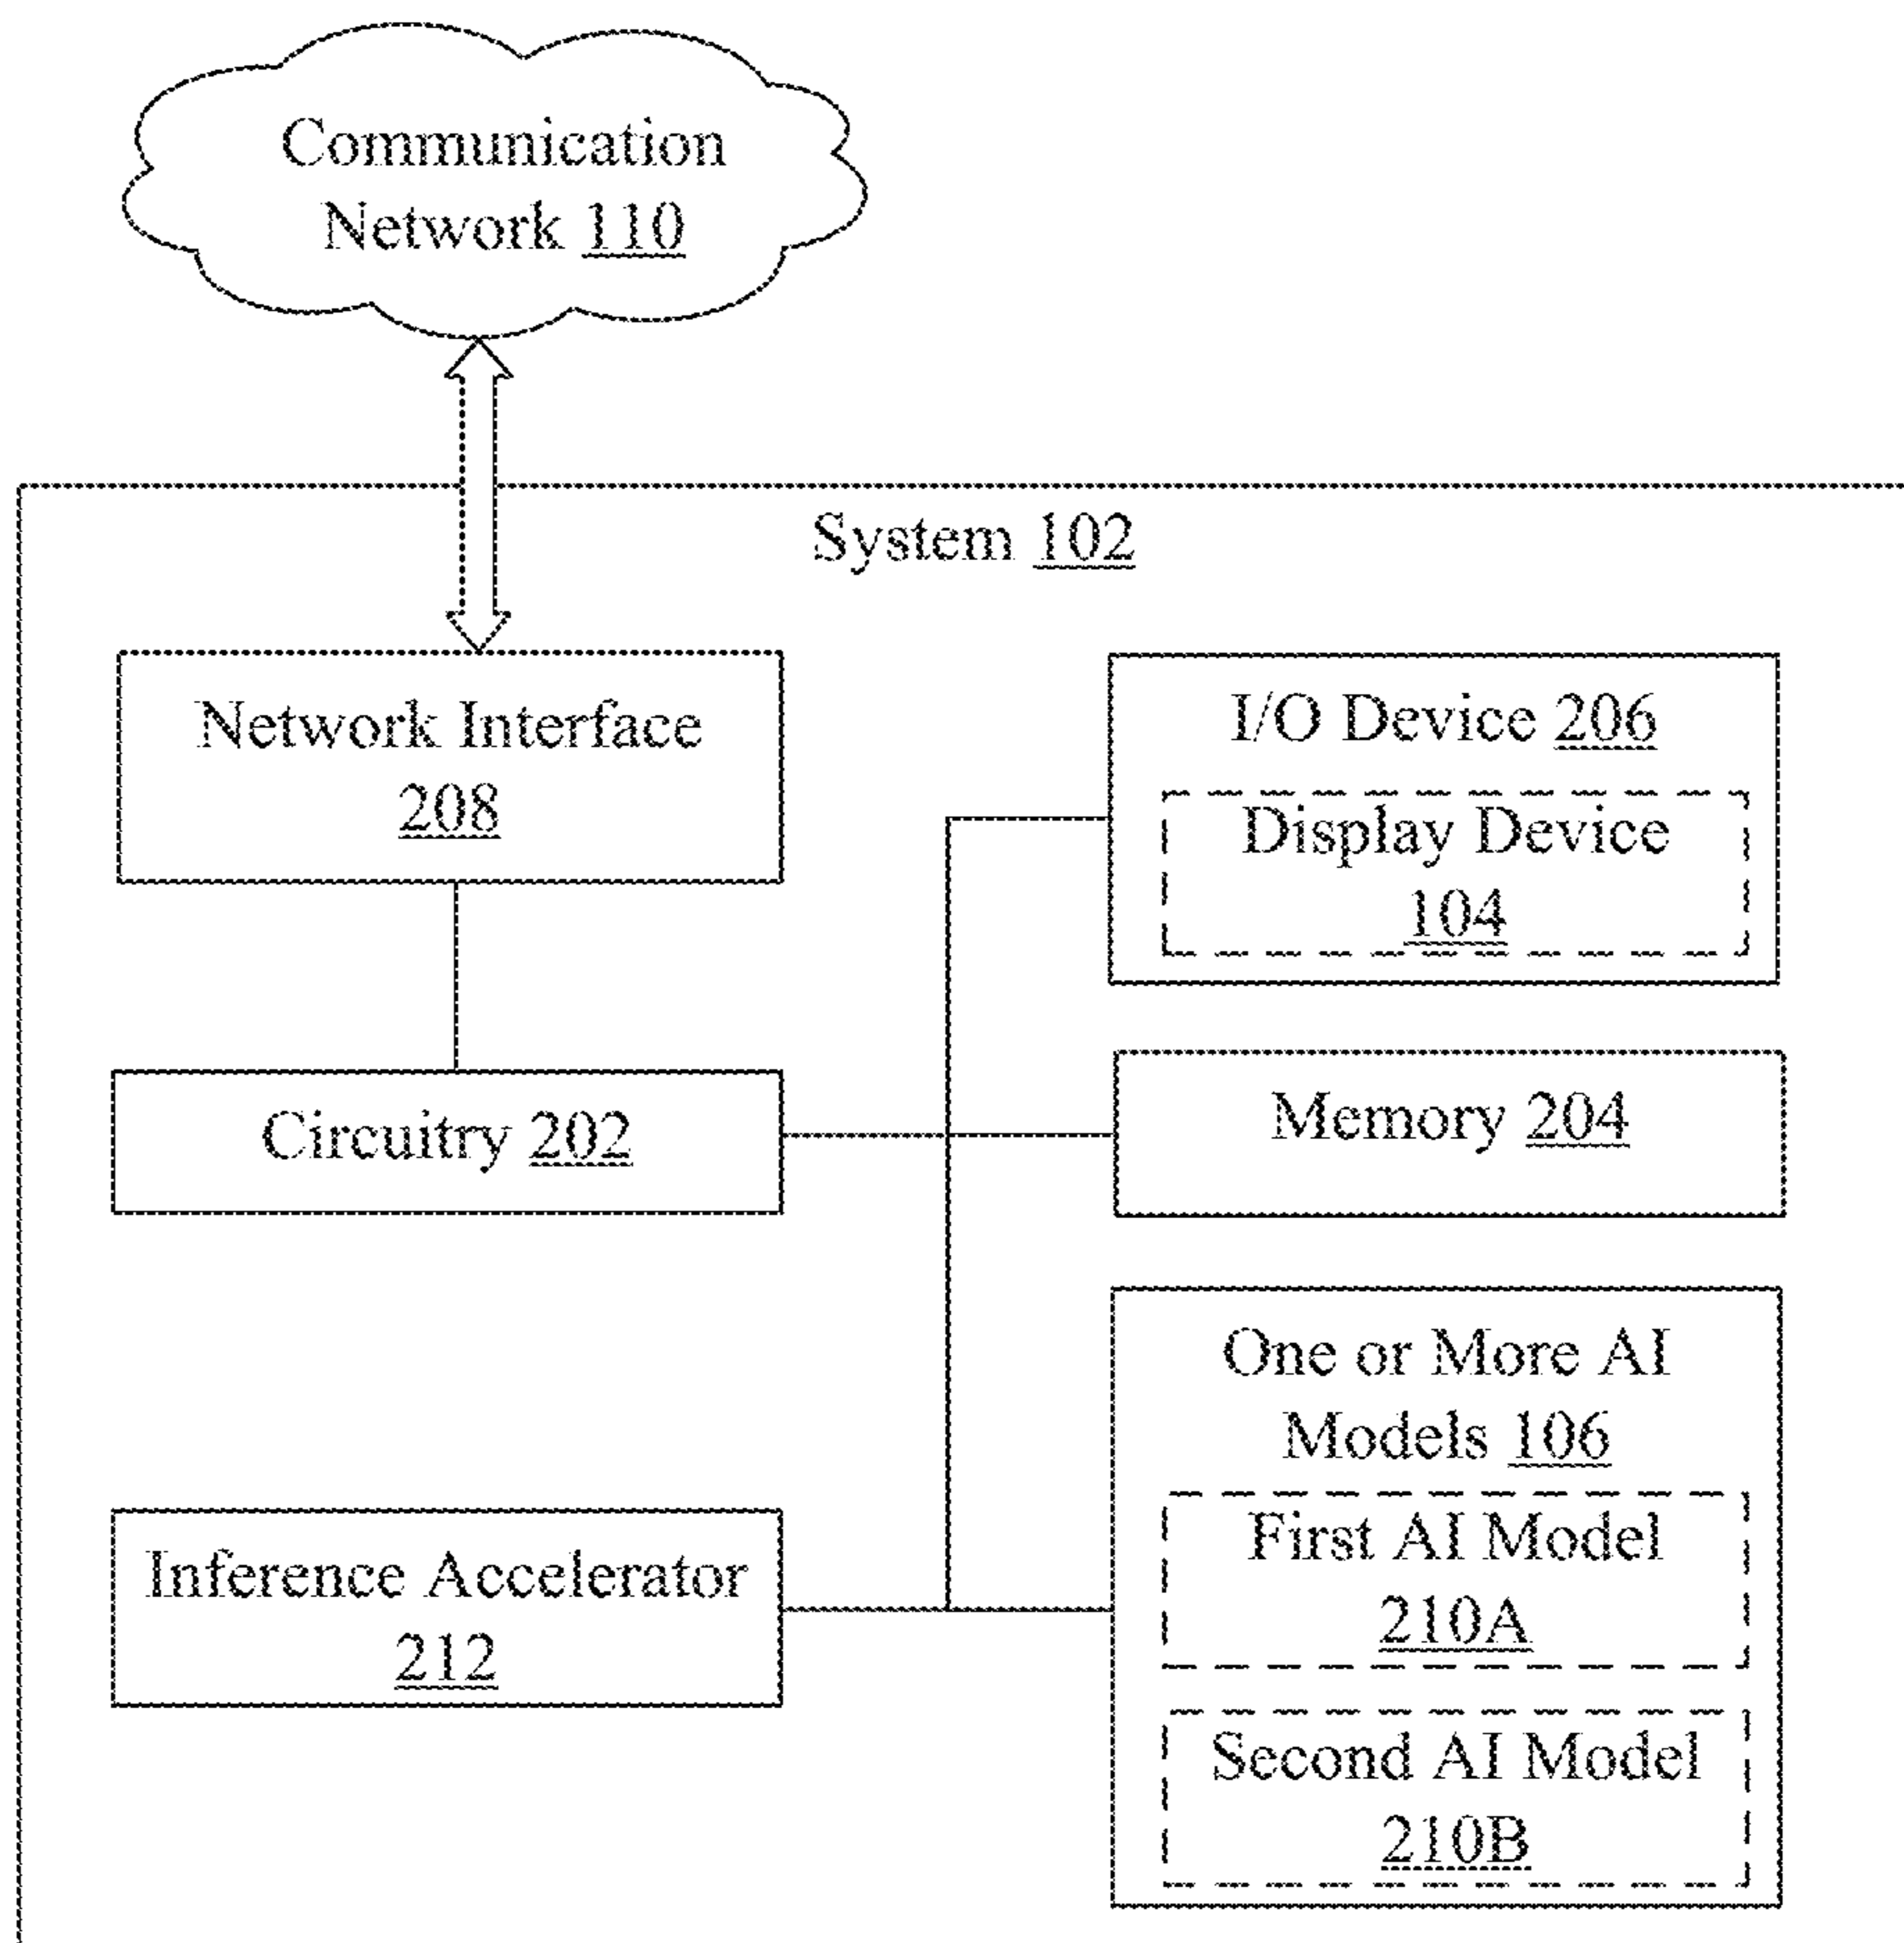 Communication
Network 110
System 102
Network Interface
208
I/O Device 206
Display Device
104
Circuitry 202
Memory 204
One or More AI
Models 106
First AI Model
210A
Second AI Model
210B
Inference Accelerator
212